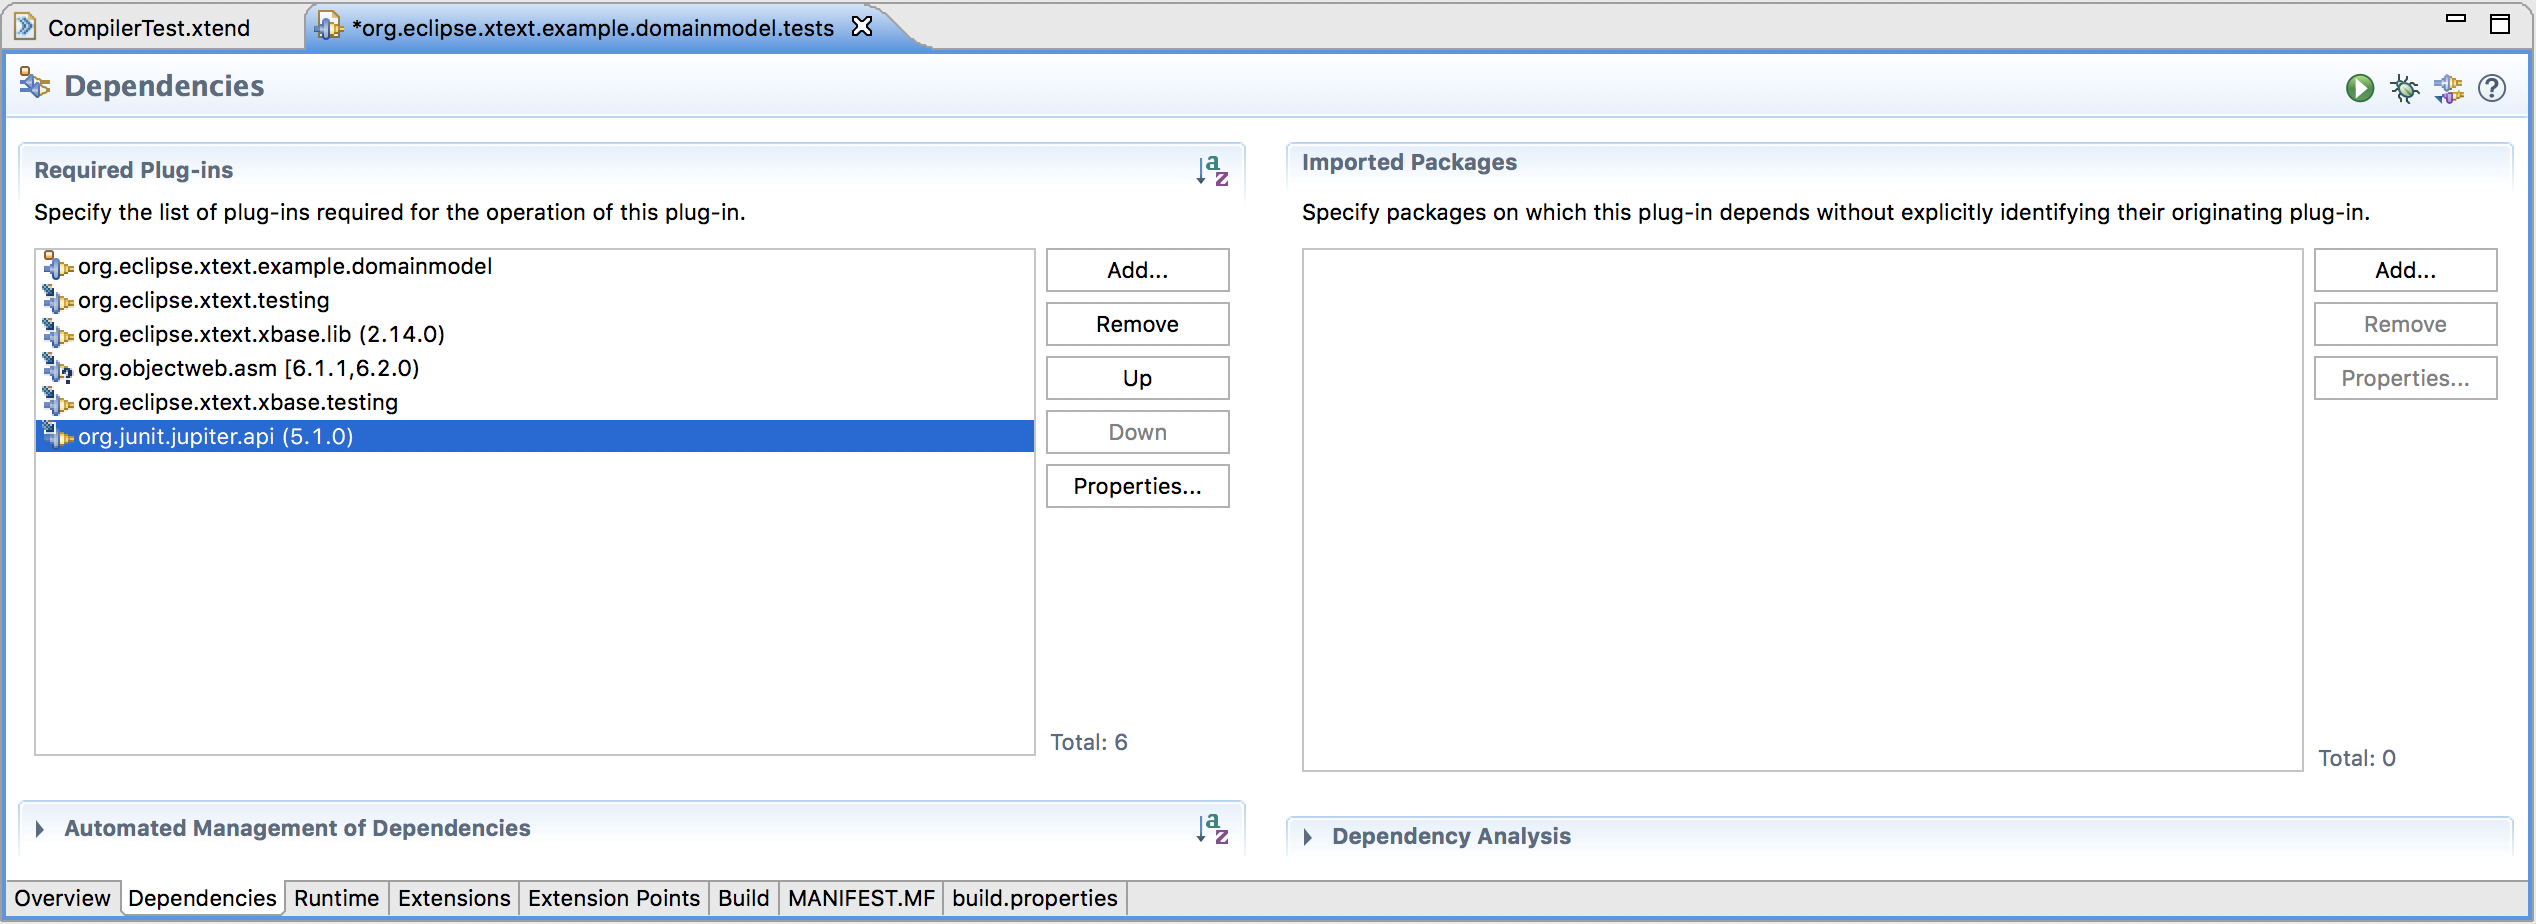 CompilerTest.xtend
*org.eclipse.xtext.example.domainmodel.tests
Dependencies
Required Plug-ins
Specify the list of plug-ins required for the operation of this plug-in.
org.eclipse.xtext.example.domainmodel
org.eclipse.xtext.testing
org.eclipse.xtext.xbase.lib (2.14.0)
org.objectweb.asm [6.1.1,6.2.0)
org.eclipse.xtext.xbase.testing
org.junit.jupiter.api (5.1.0)
Add...
Remove
Up
Down
Properties...
Total: 6
Imported Packages
Specify packages on which this plug-in depends without explicitly identifying their originating plug-in.
Add...
Remove
Properties...
Total: 0
Automated Management of Dependencies
Dependency Analysis
Overview Dependencies Runtime Extensions Extension Points Build MANIFEST.MF build.properties